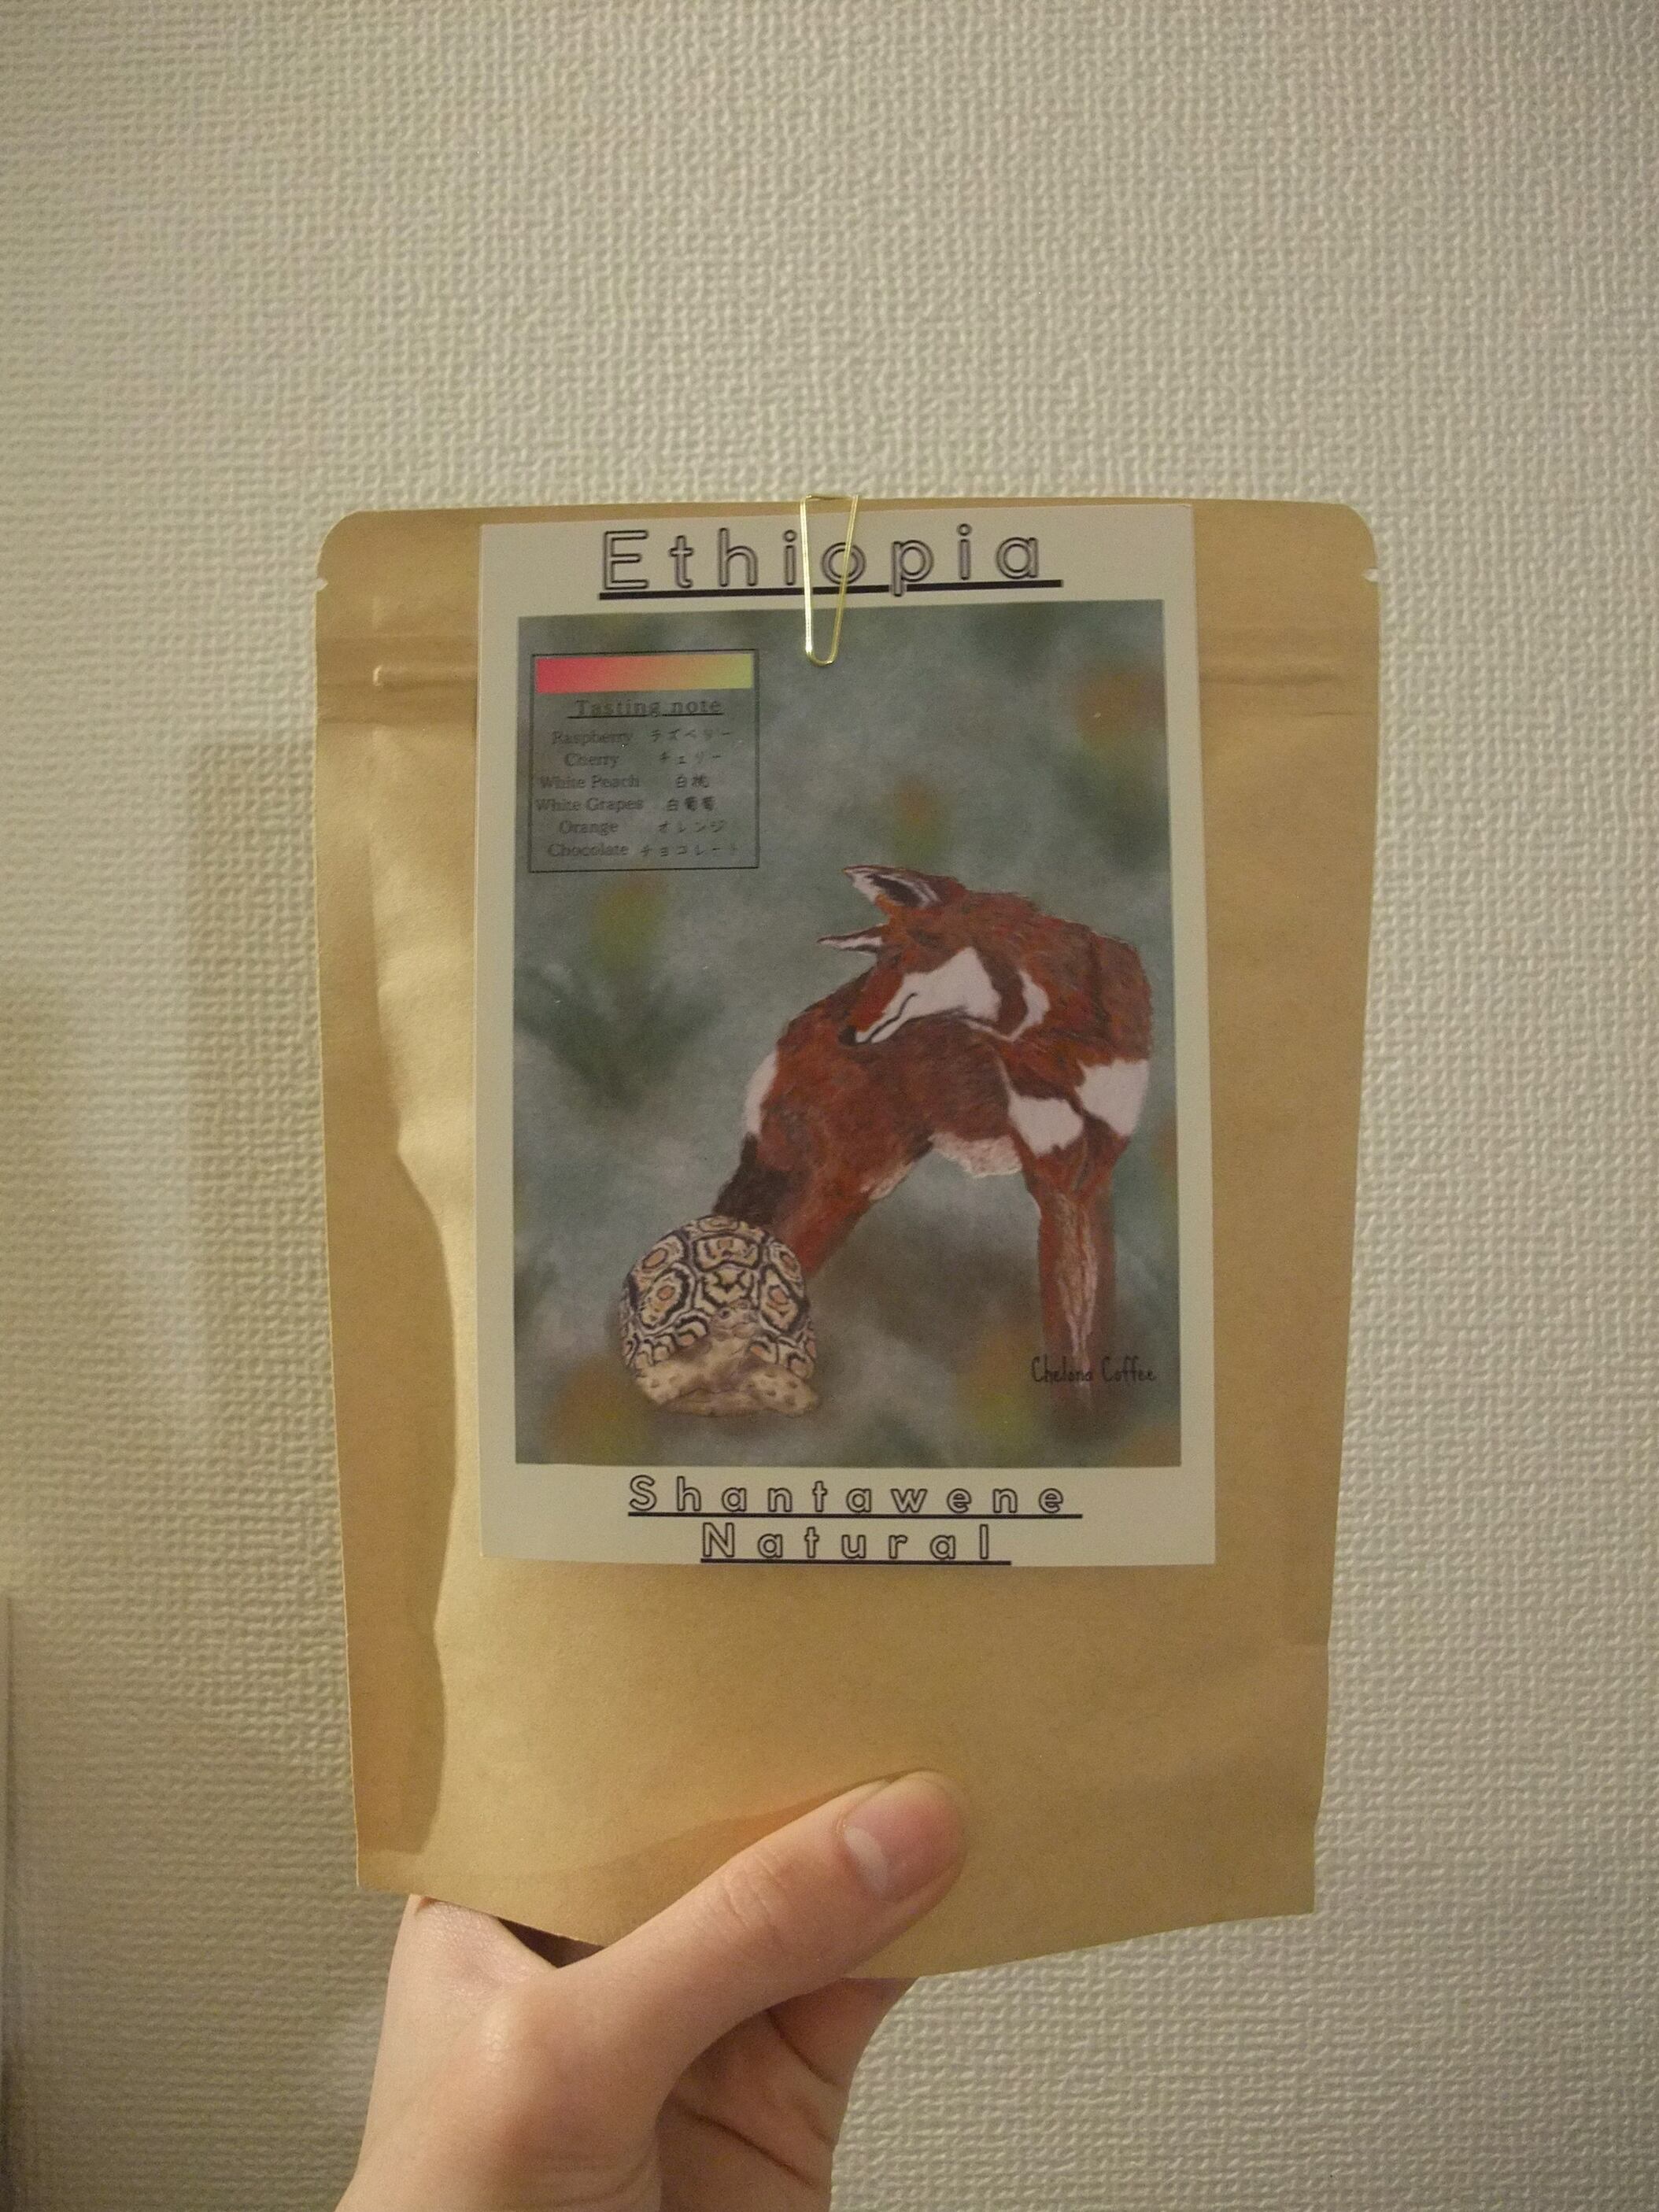 Ethiopia
Tasting note
Raspberry ラズベリー
Cherry チェリー
White Peach 白桃
White Grapes 白葡萄
Orange オレンジ
Chocolate チョコレート
Chelona Coffee
Shantawene
Natural